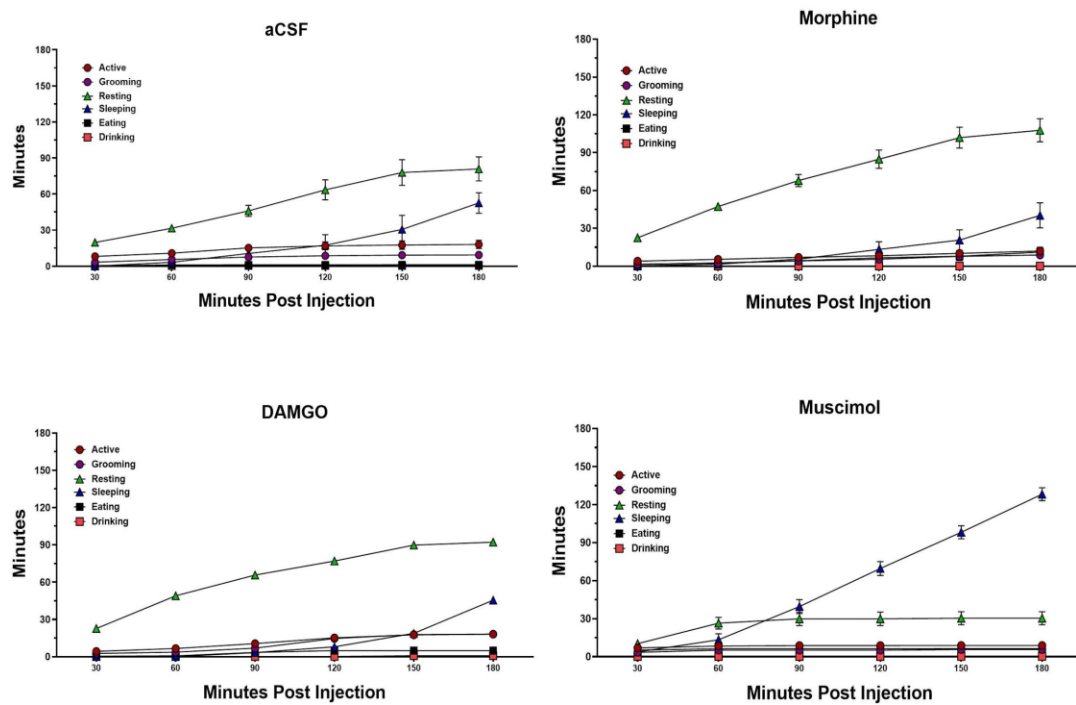 aCSF
180
150
120
90
60
30
0
Minutes
Active
Grooming
Resting
Sleeping
Eating
Drinking
30 60 90 120 150 180
Minutes Post Injection
Morphine
180
150
120
90
60
30
0
Minutes
Active
Grooming
Resting
Sleeping
Eating
Drinking
30 60 90 120 150 180
Minutes Post Injection
DAMGO
180
150
120
90
60
30
0
Minutes
Active
Grooming
Resting
Sleeping
Eating
Drinking
30 60 90 120 150 180
Minutes Post Injection
Muscimol
180
150
120
90
60
30
0
Minutes
Active
Grooming
Resting
Sleeping
Eating
Drinking
30 60 90 120 150 180
Minutes Post Injection